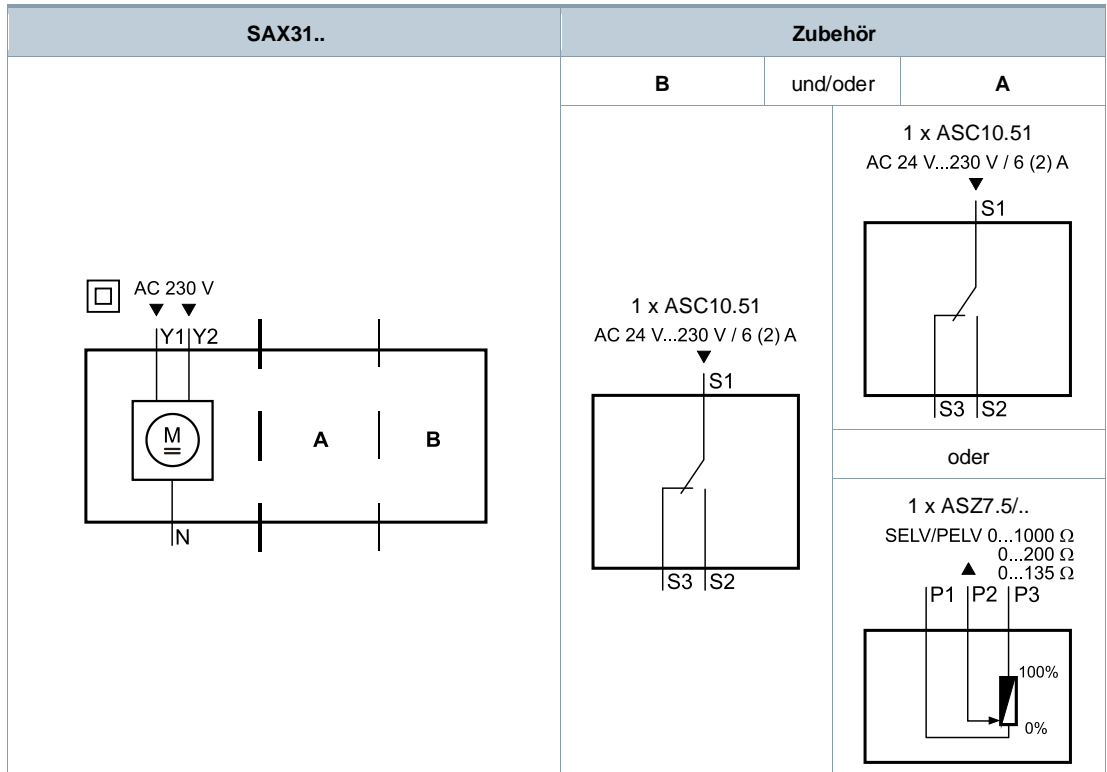 SAX31..
Zubehör
B
und/oder
A
AC 230 V
Y1 Y2
M
A
B
N
1 x ASC10.51
AC 24 V...230 V / 6 (2) A
S1
S3 S2
1 x ASC10.51
AC 24 V...230 V / 6 (2) A
S1
S3 S2
oder
1 x ASZ7.5/..
SELV/PELV 0...1000 Ω
0...200 Ω
0...135 Ω
P1 P2 P3
100%
0%